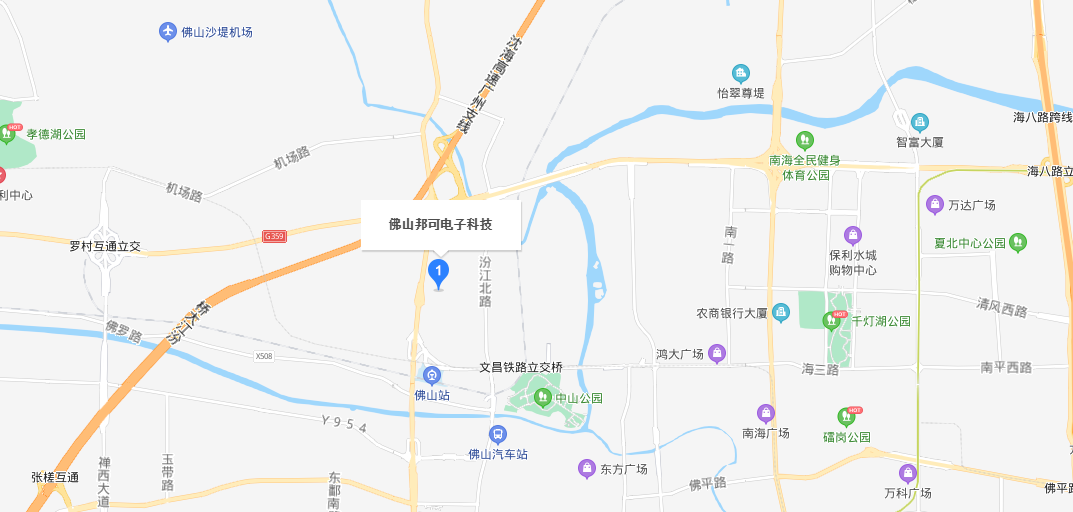 佛山沙堤机场
沈海高速广州支线
怡翠尊堤
海八路跨线
HOT
孝德湖公园
智富大厦
机场路
南海全民健身
体育公园
海八路立
机场路
利中心
万达广场
佛山邦可电子科技
南一路
G359
夏北中心公园
罗村互通立交
保利水城
购物中心
汾江北路
1
清风西路
桥大江汾
农商银行大厦
HOT
千灯湖公园
佛罗路
X508
鸿大广场
文昌铁路立交桥
海三路
南平西路
佛山站
中山公园
HOT
Y954
南海广场
礌岗公园
佛山汽车站
禅西大道
玉带路
东方广场
张槎互通
东鄱南
佛平路
万科广场
佛平路